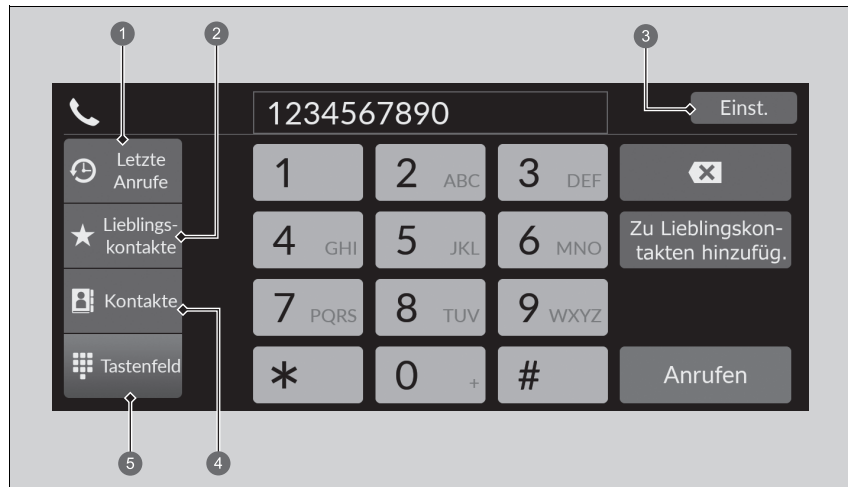 1
2
3
1234567890
Einst.
Letzte
Anrufe
1
2 ABC
3 DEF
Lieblings-
kontakte
4 GHI
5 JKL
6 MNO
Zu Lieblingskon-
takten hinzufüg.
Kontakte
7 PQRS
8 TUV
9 WXYZ
Tastenfeld
*
0 +
#
Anrufen
5
4